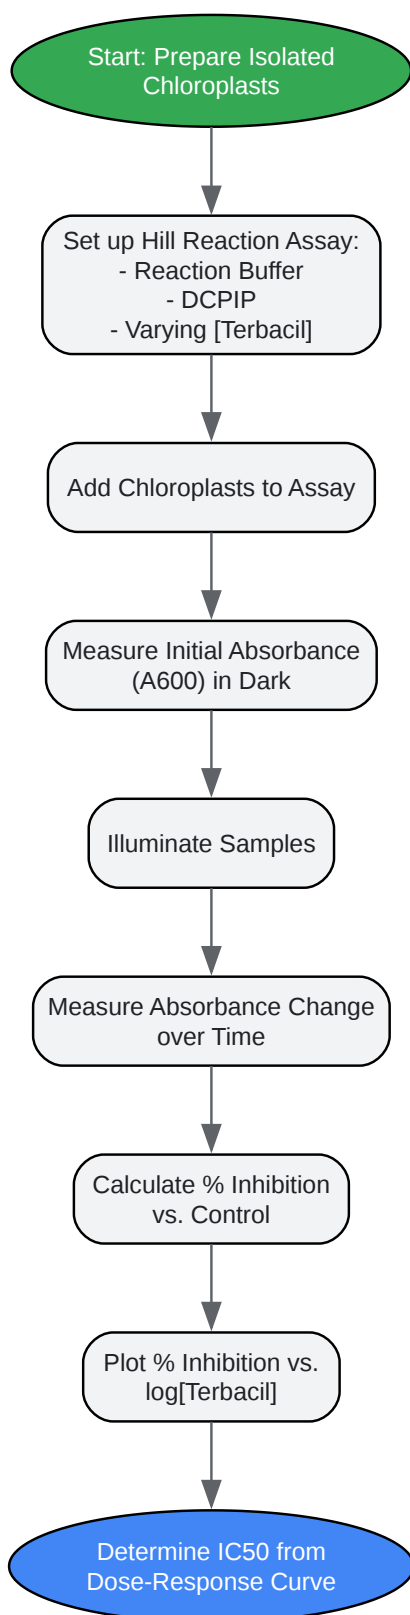 Start: Prepare Isolated
Chloroplasts
Set up Hill Reaction Assay:
- Reaction Buffer
- DCPIP
- Varying [Terbacil]
Add Chloroplasts to Assay
Measure Initial Absorbance
(A600) in Dark
Illuminate Samples
Measure Absorbance Change
over Time
Calculate % Inhibition
vs. Control
Plot % Inhibition vs.
log[Terbacil]
Determine IC50 from
Dose-Response Curve